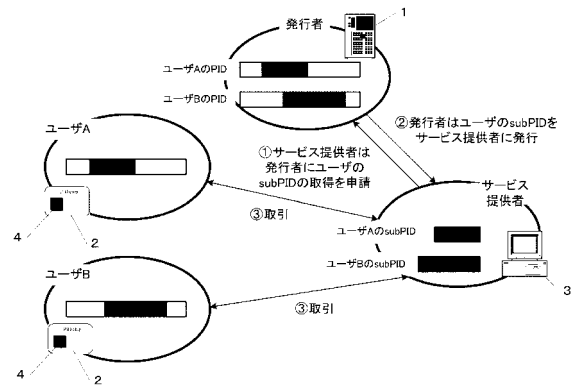 発行者
1
ユーザAのPID
ユーザBのPID
②発行者はユーザのsubPIDを
サービス提供者に発行
ユーザA
①サービス提供者は
発行者にユーザの
subPIDの取得を申請
サービス
提供者
③取引
4
2
ユーザAのsubPID
ユーザBのsubPID
ユーザB
3
③取引
4
2